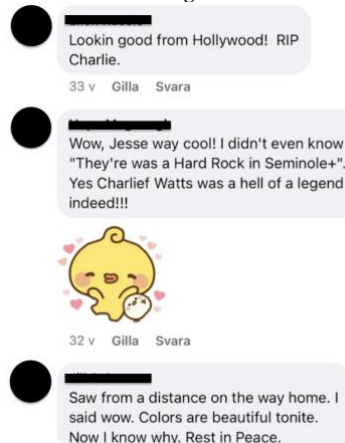 Lookin good from Hollywood! RIP
Charlie.
33 v Gilla Svara
Wow, Jesse way cool! I didn't even know
"They're was a Hard Rock in Seminole+".
Yes Charlief Watts was a hell of a legend
indeed!!!
32 v Gilla Svara
Saw from a distance on the way home. I
said wow. Colors are beautiful tonite.
Now I know why. Rest in Peace.